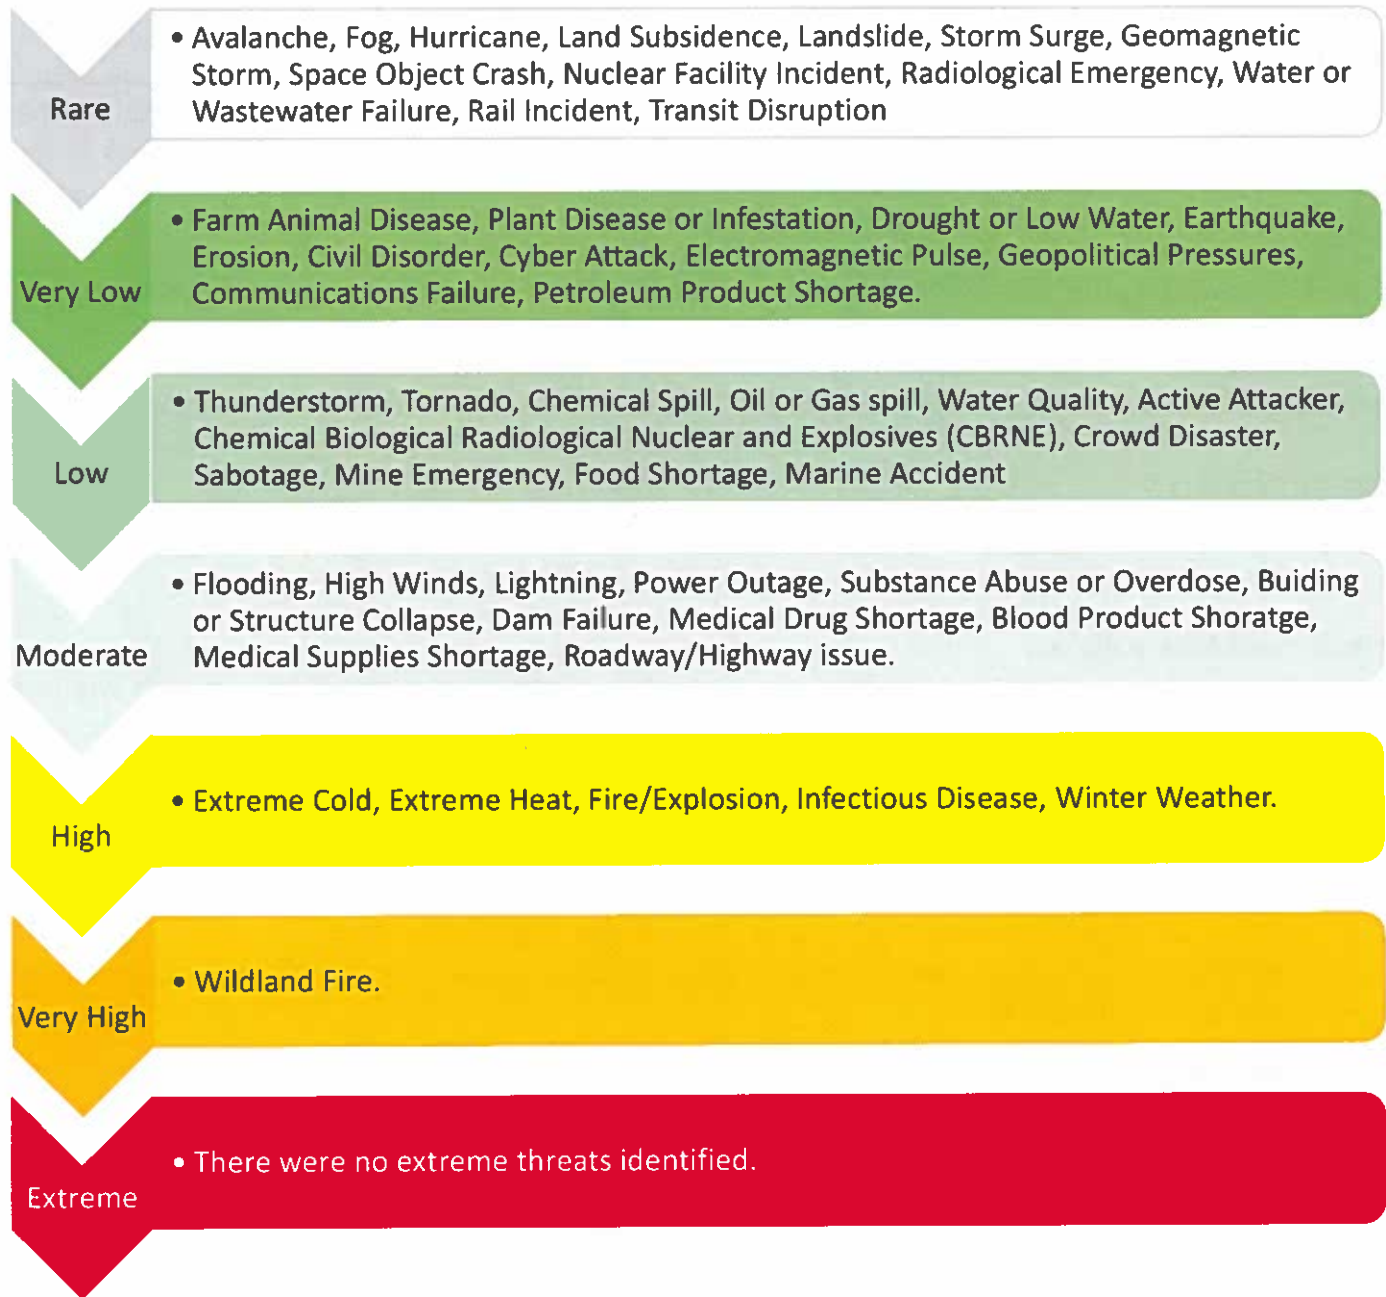 Rare
• Avalanche, Fog, Hurricane, Land Subsidence, Landslide, Storm Surge, Geomagnetic
Storm, Space Object Crash, Nuclear Facility Incident, Radiological Emergency, Water or
Wastewater Failure, Rail Incident, Transit Disruption
Very Low
• Farm Animal Disease, Plant Disease or Infestation, Drought or Low Water, Earthquake,
Erosion, Civil Disorder, Cyber Attack, Electromagnetic Pulse, Geopolitical Pressures,
Communications Failure, Petroleum Product Shortage.
Low
• Thunderstorm, Tornado, Chemical Spill, Oil or Gas spill, Water Quality, Active Attacker,
Chemical Biological Radiological Nuclear and Explosives (CBRNE), Crowd Disaster,
Sabotage, Mine Emergency, Food Shortage, Marine Accident
Moderate
• Flooding, High Winds, Lightning, Power Outage, Substance Abuse or Overdose, Buiding
or Structure Collapse, Dam Failure, Medical Drug Shortage, Blood Product Shoratge,
Medical Supplies Shortage, Roadway/Highway issue.
High
• Extreme Cold, Extreme Heat, Fire/Explosion, Infectious Disease, Winter Weather.
Very High
• Wildland Fire.
Extreme
• There were no extreme threats identified.